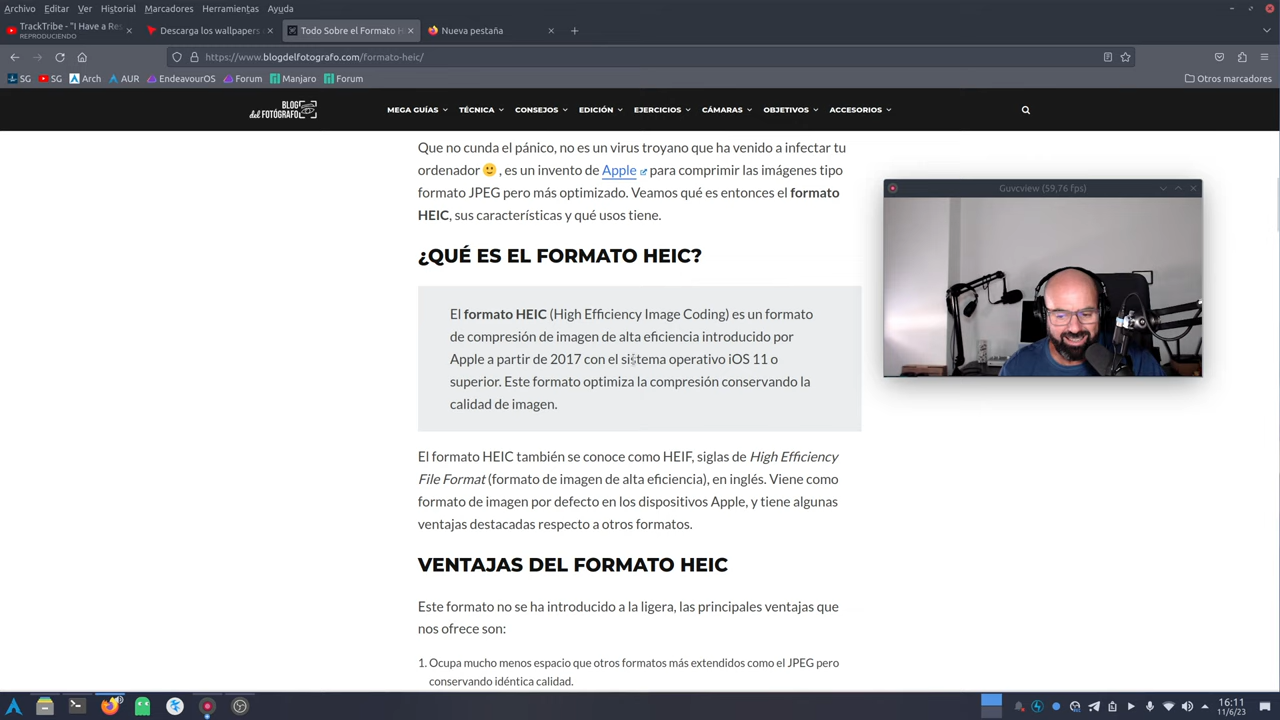 Archivo Editar Ver Historial Marcadores Herramientas Ayuda
TrackTribe - "I Have a Res
REPRODUCIENDO
Descarga los wallpapers
Todo Sobre el Formato H
Nueva pestaña
https://www.blogdelfotografo.com/formato-heic/
SG SG Arch AUR EndeavourOS Forum Manjaro Forum Otros marcadores
BLOG
del FOTÓGRAFO
MEGA GUÍAS TÉCNICA CONSEJOS EDICIÓN EJERCICIOS CÁMARAS OBJETIVOS ACCESORIOS
Que no cunda el pánico, no es un virus troyano que ha venido a infectar tu
ordenador 🙂 , es un invento de Apple para comprimir las imágenes tipo
formato JPEG pero más optimizado. Veamos qué es entonces el formato
HEIC, sus características y qué usos tiene.
Guvcview (59,76 fps)
¿QUÉ ES EL FORMATO HEIC?
El formato HEIC (High Efficiency Image Coding) es un formato
de compresión de imagen de alta eficiencia introducido por
Apple a partir de 2017 con el sistema operativo iOS 11 o
superior. Este formato optimiza la compresión conservando la
calidad de imagen.
El formato HEIC también se conoce como HEIF, siglas de High Efficiency
File Format (formato de imagen de alta eficiencia), en inglés. Viene como
formato de imagen por defecto en los dispositivos Apple, y tiene algunas
ventajas destacadas respecto a otros formatos.
VENTAJAS DEL FORMATO HEIC
Este formato no se ha introducido a la ligera, las principales ventajas que
nos ofrece son:
1. Ocupa mucho menos espacio que otros formatos más extendidos como el JPEG pero
conservando idéntica calidad.
16:11
11/6/23